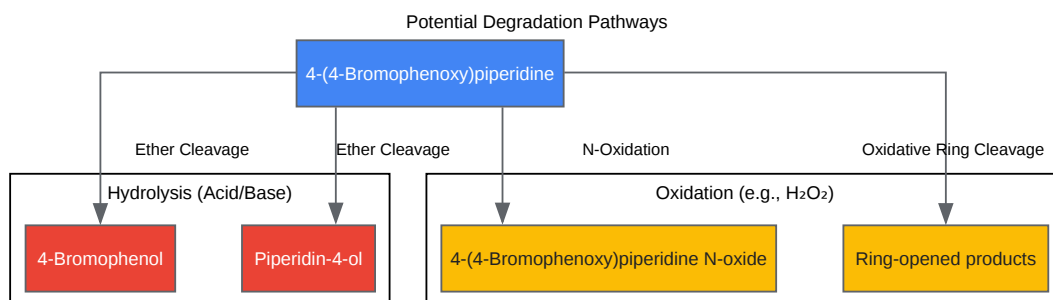 Potential Degradation Pathways
4-(4-Bromophenoxy)piperidine
Ether Cleavage
Ether Cleavage
N-Oxidation
Oxidative Ring Cleavage
Hydrolysis (Acid/Base)
Oxidation (e.g., H₂O₂)
4-Bromophenol
Piperidin-4-ol
4-(4-Bromophenoxy)piperidine N-oxide
Ring-opened products